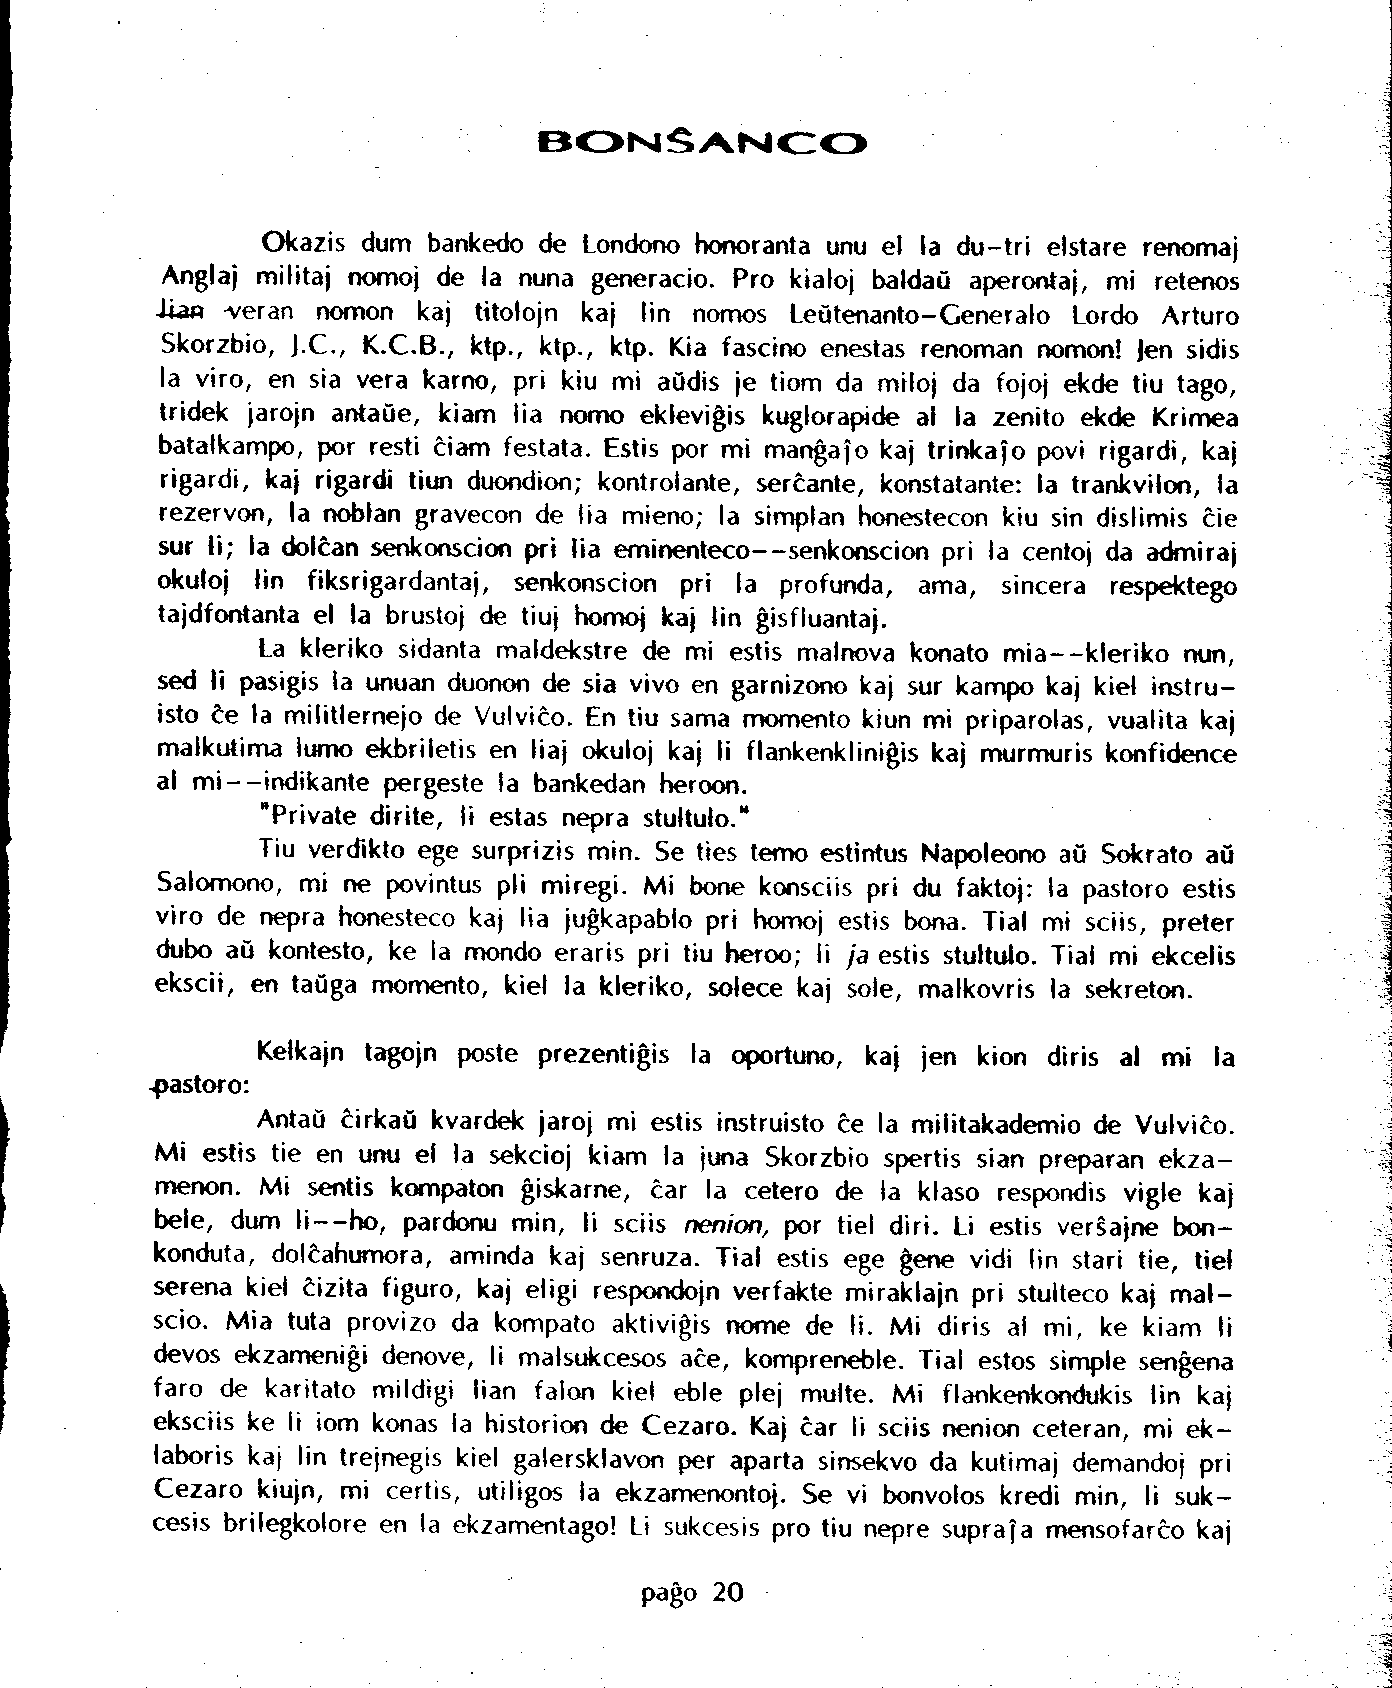 BONŜANCO
Okazis dum bankedo de Londono honoranta unu el la du-tri elstare renomaj
Anglaj militaj nomoj de la nuna generacio. Pro kialoj baldaŭ aperontaj, mi retenos
lian veran nomon kaj titolojn kaj lin nomos Leŭtenanto-Generalo Lordo Arturo
Skorzbio, J.C., K.C.B., ktp., ktp., ktp. Kia fascino enestas renoman nomon! Jen sidis
la viro, en sia vera karno, pri kiu mi aŭdis je tiom da miloj da fojoj ekde tiu tago,
tridek jarojn antaŭe, kiam lia nomo ekleviĝis kuglorapide al la zenito ekde Krimea
batalkampo, por resti ĉiam festata. Estis por mi manĝaĵo kaj trinkaĵo povi rigardi, kaj
rigardi, kaj rigardi tiun duondion; kontrolante, serĉante, konstatante: la trankvilon, la
rezervon, la noblan gravecon de lia mieno; la simplan honestecon kiu sin dislimis ĉie
sur li; la dolĉan senkonscion pri lia eminenteco--senkonscion pri la centoj da admiraj
okuloj lin fiksrigardantaj, senkonscion pri la profunda, ama, sincera respektego
tajdfontanta el la brustoj de tiuj homoj kaj lin ĝisfluantaj.
La kleriko sidanta maldekstre de mi estis malnova konato mia--kleriko nun,
sed li pasigis la unuan duonon de sia vivo en garnizono kaj sur kampo kaj kiel instru-
isto ĉe la militlernejo de Vulviĉo. En tiu sama momento kiun mi priparolas, vualita kaj
malkutima lumo ekbriletis en liaj okuloj kaj li flankenkliniĝis kaj murmuris konfidence
al mi--indikante pergeste la bankedan heroon.
"Private dirite, li estas nepra stultulo."
Tiu verdikto ege surprizis min. Se ties temo estintus Napoleono aŭ Sokrato aŭ
Salomono, mi ne povintus pli miregi. Mi bone konsciis pri du faktoj: la pastoro estis
viro de nepra honesteco kaj lia juĝkapablo pri homoj estis bona. Tial mi sciis, preter
dubo aŭ kontesto, ke la mondo eraris pri tiu heroo; li ja estis stultulo. Tial mi ekcelis
ekscii, en taŭga momento, kiel la kleriko, solece kaj sole, malkovris la sekreton.
Kelkajn tagojn poste prezentiĝis la oportuno, kaj jen kion diris al mi la
pastoro:
Antaŭ ĉirkaŭ kvardek jaroj mi estis instruisto ĉe la militakademio de Vulviĉo.
Mi estis tie en unu el la sekcioj kiam la juna Skorzbio spertis sian preparan ekza-
menon. Mi sentis kompaton ĝiskarne, ĉar la cetero de la klaso respondis vigle kaj
bele, dum li--ho, pardonu min, li sciis nenion, por tiel diri. Li estis verŝajne bon-
konduta, dolĉahumora, aminda kaj senruza. Tial estis ege ĝene vidi lin stari tie, tiel
serena kiel ĉizita figuro, kaj eligi respondojn verfakte miraklajn pri stulteco kaj mal-
scio. Mia tuta provizo da kompato aktiviĝis nome de li. Mi diris al mi, ke kiam li
devos ekzameniĝi denove, li malsukcesos aĉe, kompreneble. Tial estos simple senĝena
faro de karitato mildigi lian falon kiel eble plej multe. Mi flankenkondukis lin kaj
eksciis ke li iom konas la historion de Cezaro. Kaj ĉar li sciis nenion ceteran, mi ek-
laboris kaj lin trejnegis kiel galersklavon per aparta sinsekvo da kutimaj demandoj pri
Cezaro kiujn, mi certis, utiligos la ekzamenontoj. Se vi bonvolos kredi min, li suk-
cesis brilegkolore en la ekzamentago! Li sukcesis pro tiu nepre supraĵa mensofarĉo kaj
paĝo 20